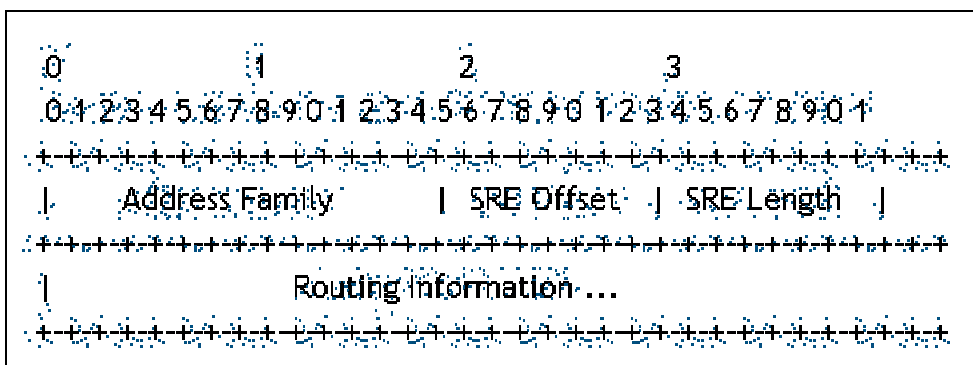 0 1 2 3
0 1 2 3 4 5 6 7 8 9 0 1 2 3 4 5 6 7 8 9 0 1 2 3 4 5 6 7 8 9 0 1
+-+-+-+-+-+-+-+-+-+-+-+-+-+-+-+-+-+-+-+-+-+-+-+-+-+-+-+-+-+-+-+-+
| Address Family | SRE Offset | SRE Length |
+-+-+-+-+-+-+-+-+-+-+-+-+-+-+-+-+-+-+-+-+-+-+-+-+-+-+-+-+-+-+-+-+
| Routing Information ...
+-+-+-+-+-+-+-+-+-+-+-+-+-+-+-+-+-+-+-+-+-+-+-+-+-+-+-+-+-+-+-+-+